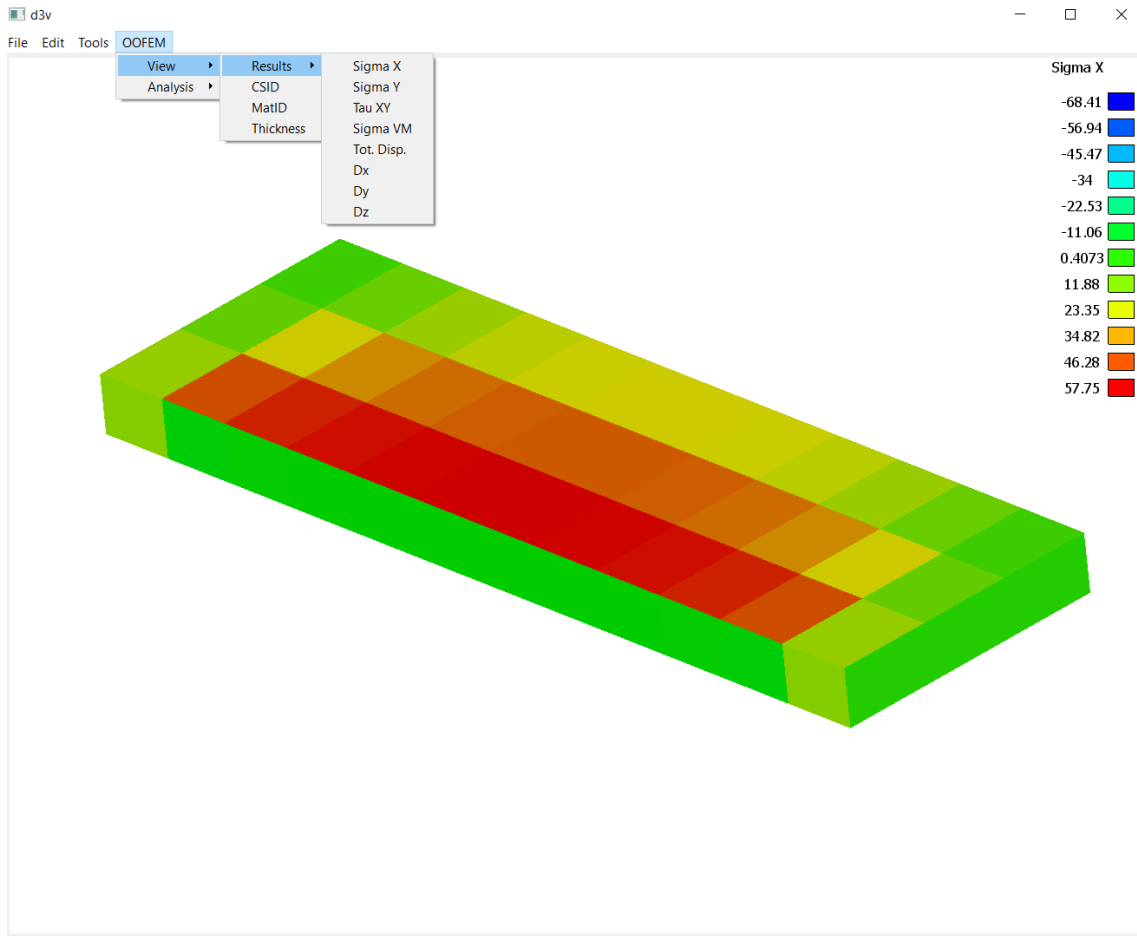 d3v
File Edit Tools OOFEM
View
Analysis
Results
CSID
MatID
Thickness
Sigma X
Sigma Y
Tau XY
Sigma VM
Tot. Disp.
Dx
Dy
Dz
Sigma X
-68.41
-56.94
-45.47
-34
-22.53
-11.06
0.4073
11.88
23.35
34.82
46.28
57.75